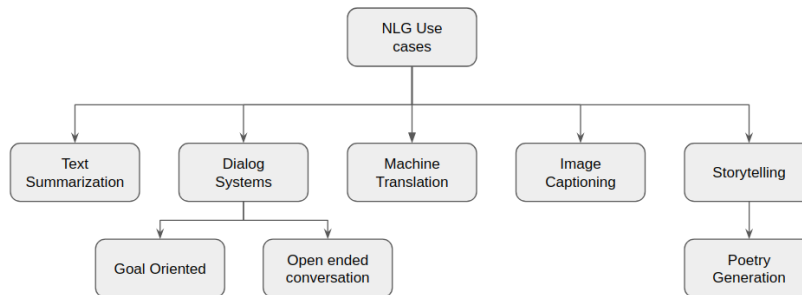 NLG Use
cases
Text
Summarization
Dialog
Systems
Machine
Translation
Image
Captioning
Storytelling
Goal Oriented
Open ended
conversation
Poetry
Generation